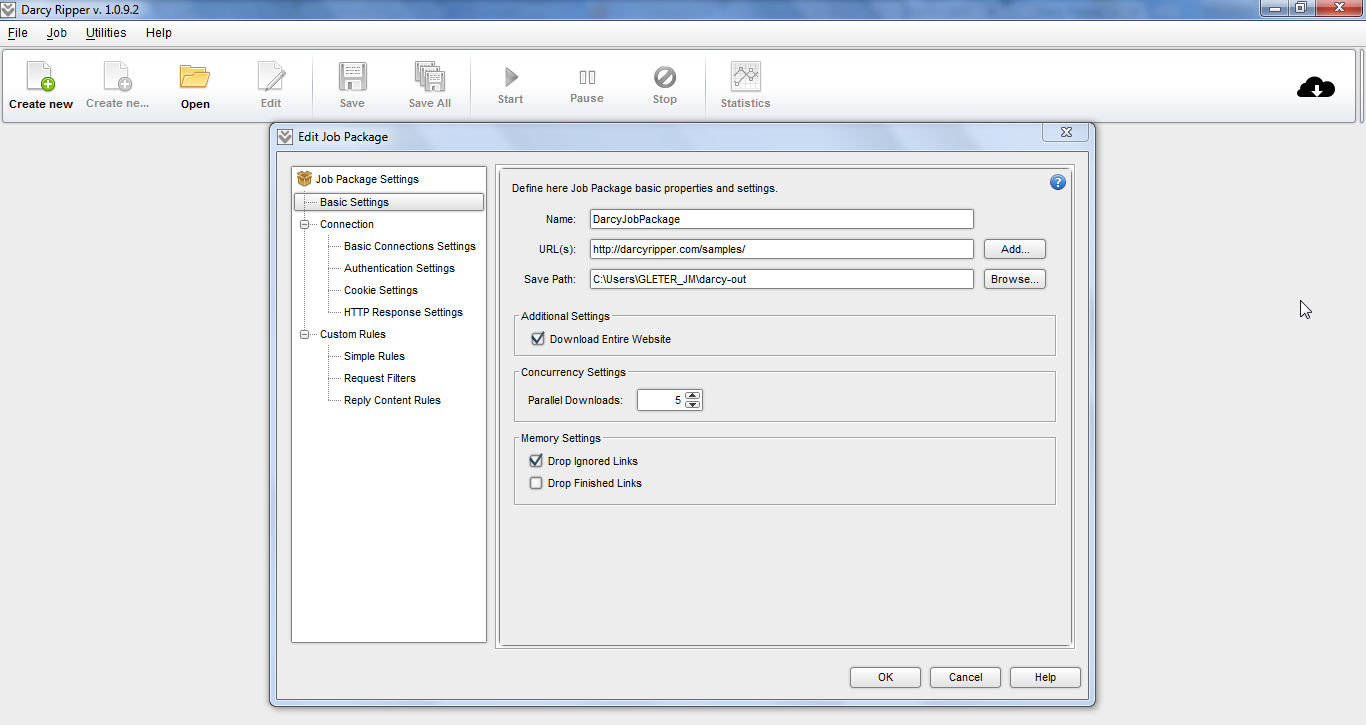 Darcy Ripper v. 1.0.9.2
File Job Utilities Help
Create new Create ne... Open Edit Save Save All Start Pause Stop Statistics
Edit Job Package
Job Package Settings
Basic Settings
Connection
Basic Connections Settings
Authentication Settings
Cookie Settings
HTTP Response Settings
Custom Rules
Simple Rules
Request Filters
Reply Content Rules
Define here Job Package basic properties and settings.
?
Name: DarcyJobPackage
URL(s): http://darcyripper.com/samples/ Add...
Save Path: C:\Users\GLETER_JM\darcy-out Browse...
Additional Settings
Download Entire Website
Concurrency Settings
Parallel Downloads: 5
Memory Settings
Drop Ignored Links
Drop Finished Links
OK Cancel Help